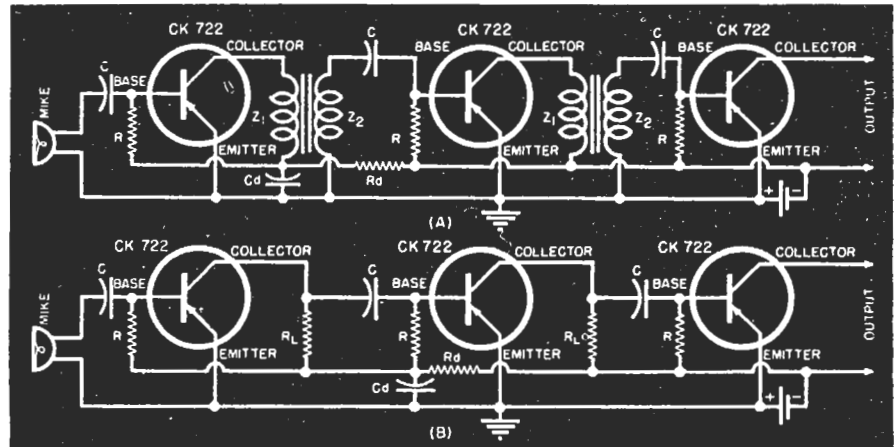 CK 722 CK 722 CK 722
COLLECTOR BASE COLLECTOR BASE COLLECTOR
C C C
MIKE C BASE
Z1 Z2 Z1 Z2
R R R
OUTPUT
EMITTER EMITTER EMITTER
Cd Rd + -
(A)
CK 722 CK 722 CK 722
COLLECTOR COLLECTOR COLLECTOR
MIKE C BASE C BASE C BASE
R RL R RL R
OUTPUT
EMITTER Rd EMITTER EMITTER
Cd + -
(B)